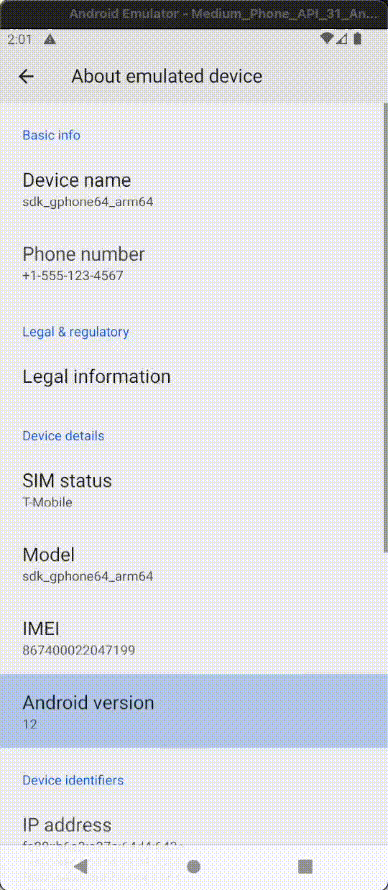 Android Emulator - Medium_Phone_API_31_An...
2:01
About emulated device
Basic info
Device name
sdk_gphone64_arm64
Phone number
+1-555-123-4567
Legal & regulatory
Legal information
Device details
SIM status
T-Mobile
Model
sdk_gphone64_arm64
IMEI
867400022047199
Android version
12
Device identifiers
IP address